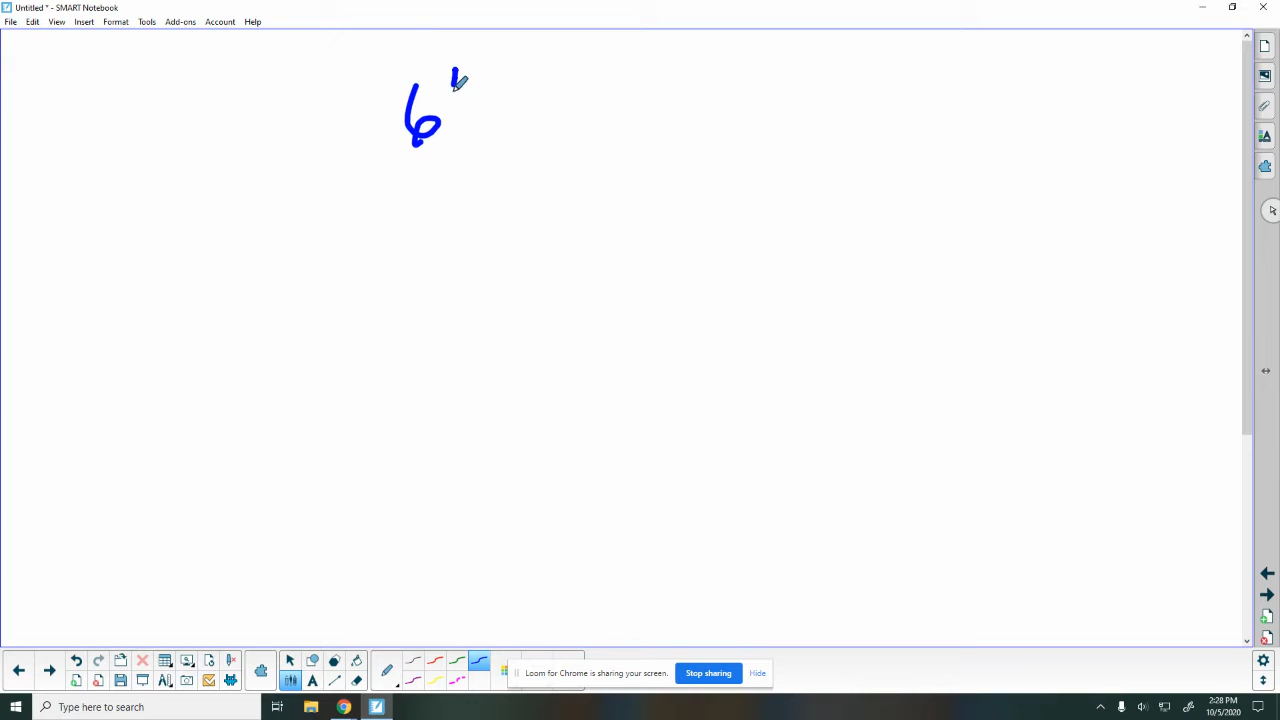 Untitled * - SMART Notebook
File Edit View Insert Format Tools Add-ons Account Help
6
Loom for Chrome is sharing your screen. Stop sharing Hide
Type here to search
2:28 PM
10/5/2020